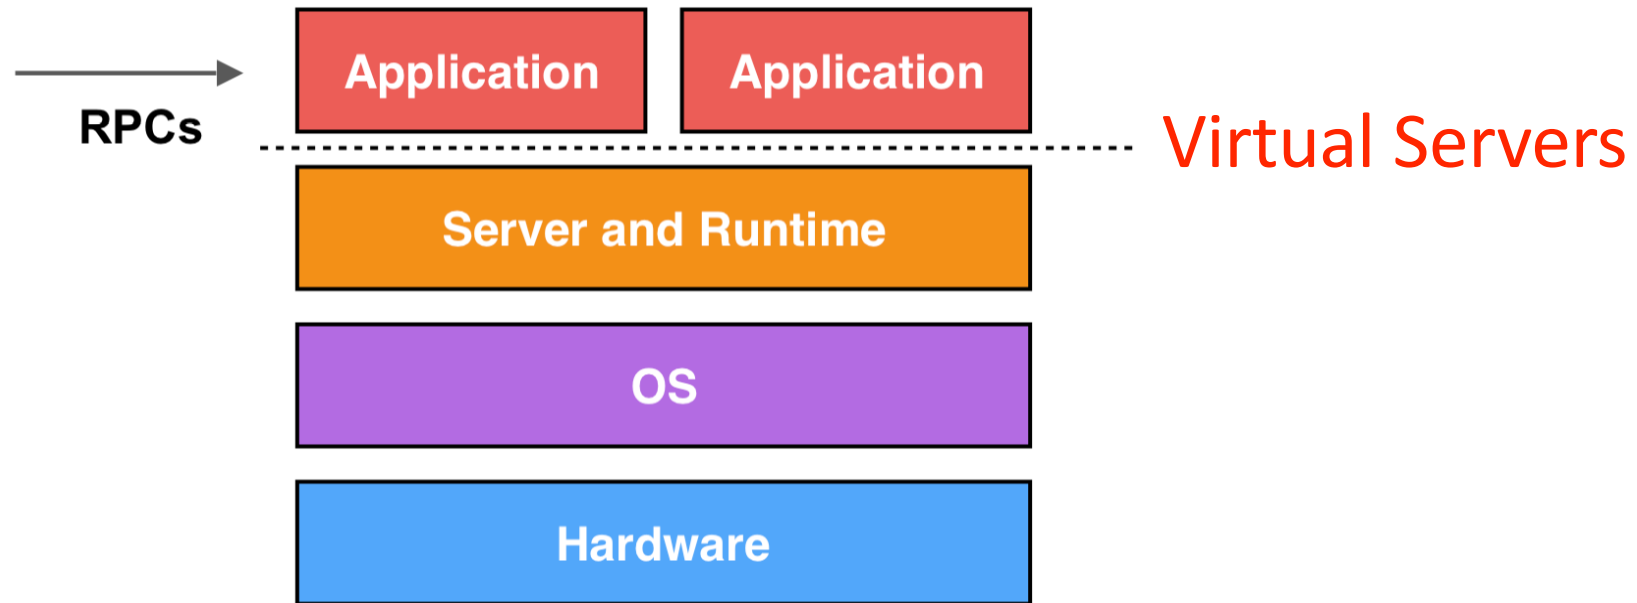 Application
Application
RPCs
Virtual Servers
Server and Runtime
OS
Hardware